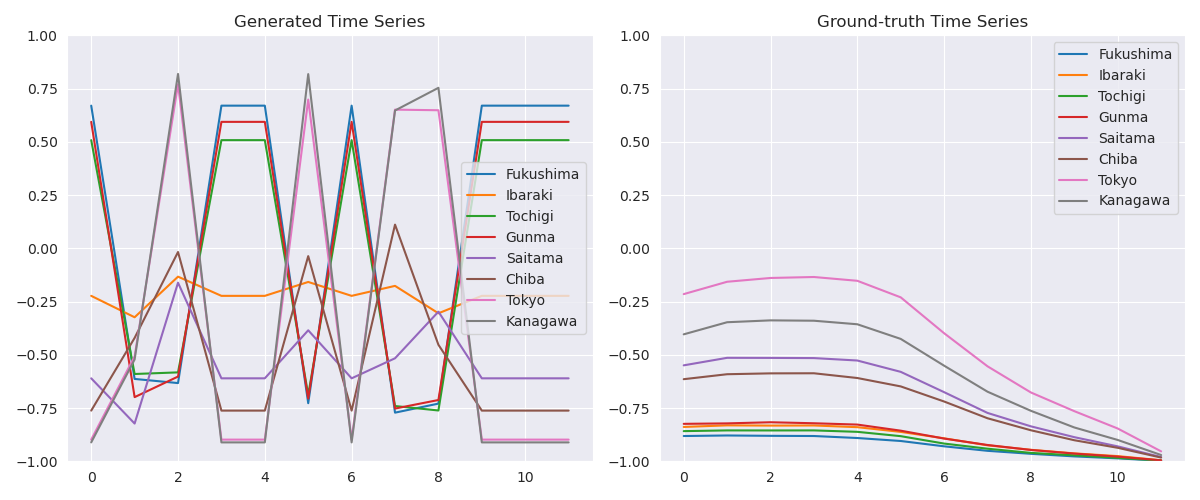 Generated Time Series
1.00
0.75
0.50
0.25
0.00
−0.25
−0.50
−0.75
−1.00
0 2 4 6 8 10
Fukushima
Ibaraki
Tochigi
Gunma
Saitama
Chiba
Tokyo
Kanagawa
Ground-truth Time Series
1.00
0.75
0.50
0.25
0.00
−0.25
−0.50
−0.75
−1.00
0 2 4 6 8 10
Fukushima
Ibaraki
Tochigi
Gunma
Saitama
Chiba
Tokyo
Kanagawa